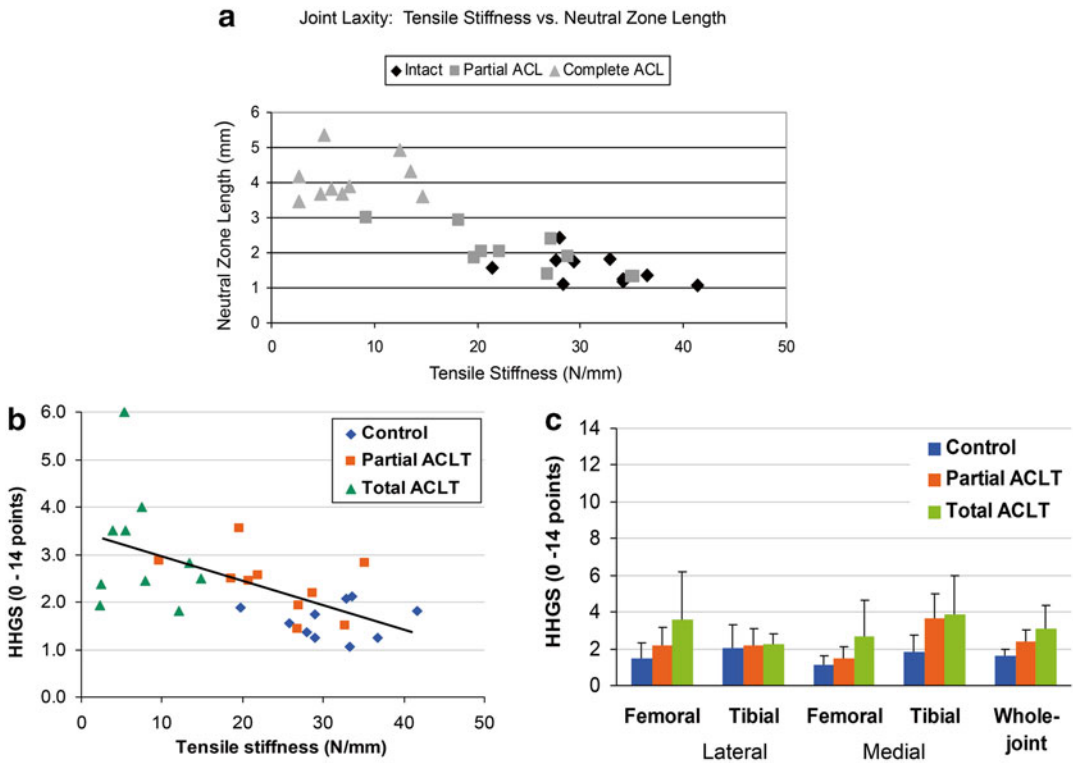 a
Joint Laxity: Tensile Stiffness vs. Neutral Zone Length
Intact Partial ACL Complete ACL
Neutral Zone Length (mm)
6
5
4
3
2
1
0
0 10 20 30 40 50
Tensile Stiffness (N/mm)
b
HHGS (0 -14 points)
6.0
5.0
4.0
3.0
2.0
1.0
0.0
Control
Partial ACLT
Total ACLT
0 10 20 30 40 50
Tensile stiffness (N/mm)
c
HHGS (0 -14 points)
14
12
10
8
6
4
2
0
Control
Partial ACLT
Total ACLT
Femoral Tibial Femoral Tibial Whole-
joint
Lateral Medial